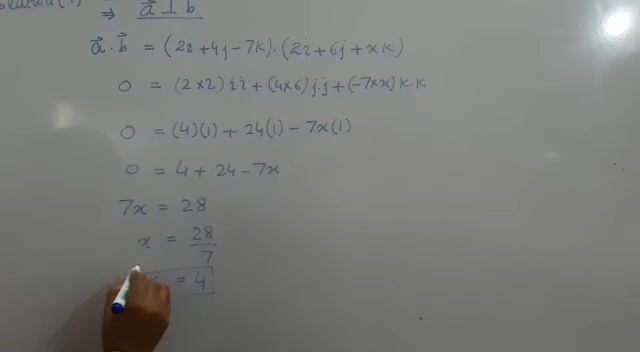 ⇒ a⃗ ⊥ b
a⃗ . b⃗ = (2i+4j-7k).(2i+6j+xk)
0 = (2×2)i.i+(4×6)j.j+(-7×x)k.k
0 = (4)(1)+24(1)-7x(1)
0 = 4+24-7x
7x = 28
x = 28/7
= 4